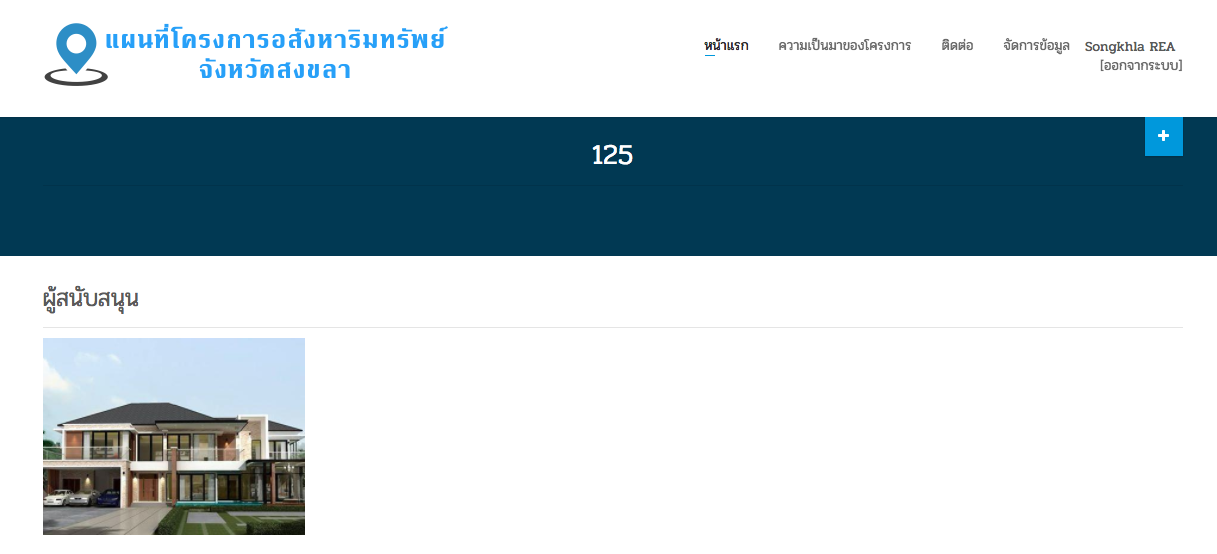 แผนที่โครงการอสังหาริมทรัพย์
จังหวัดสงขลา
หน้าแรก ความเป็นมาของโครงการ ติดต่อ จัดการข้อมูล Songkhla REA
[ออกจากระบบ]
125
ผู้สนับสนุน